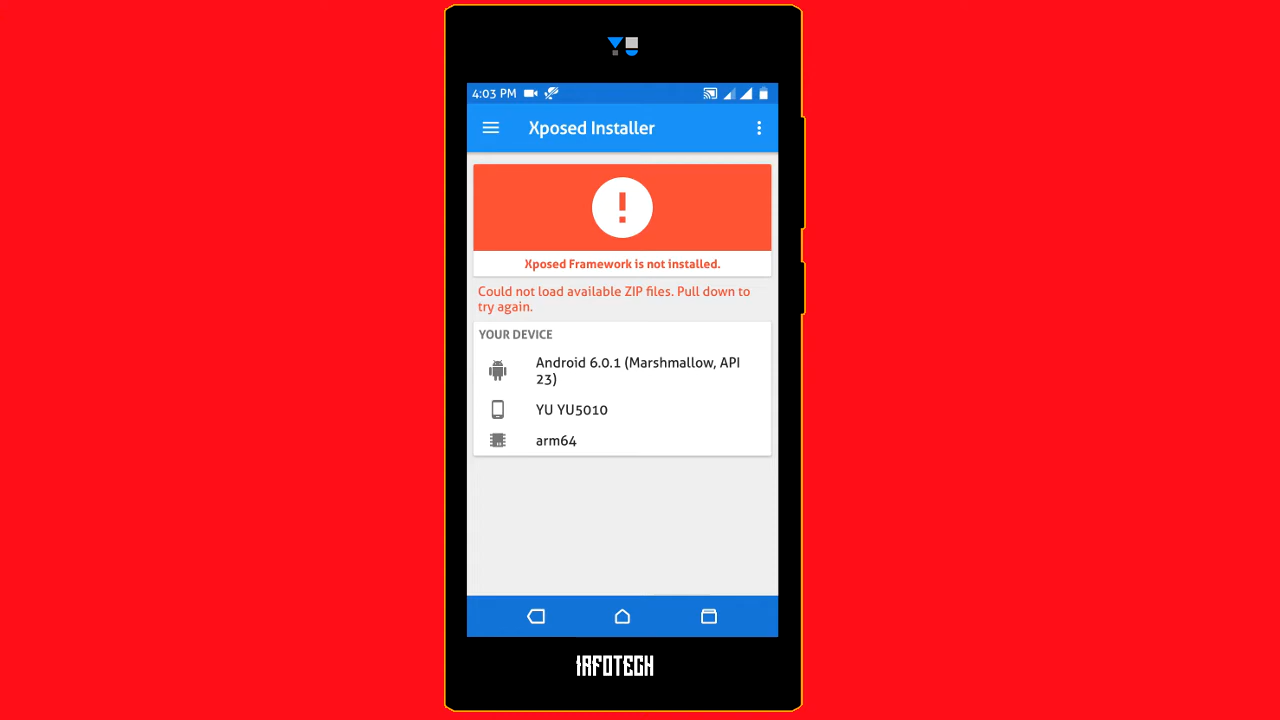 4:03 PM
Xposed Installer
Xposed Framework is not installed.
Could not load available ZIP files. Pull down to
try again.
YOUR DEVICE
Android 6.0.1 (Marshmallow, API
23)
YU YU5010
arm64
IRFOTECH